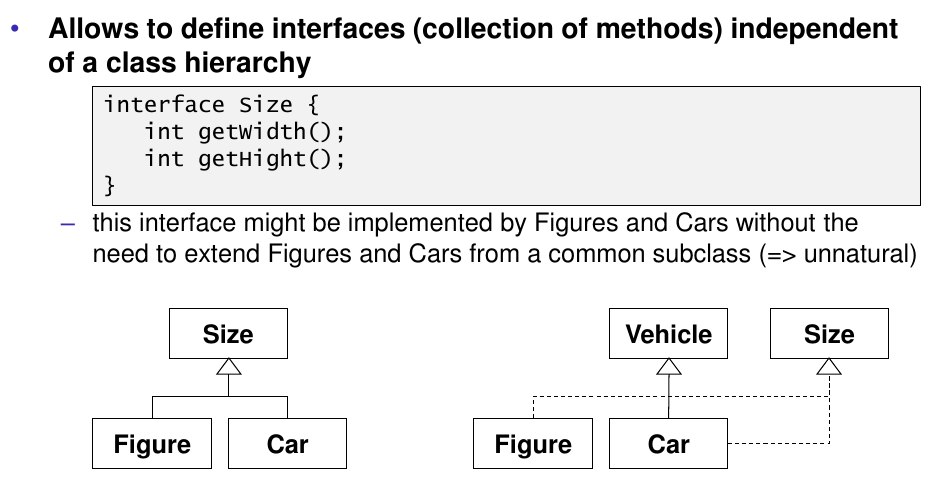 • Allows to define interfaces (collection of methods) independent
of a class hierarchy
interface Size {
   int getWidth();
   int getHight();
}
– this interface might be implemented by Figures and Cars without the
need to extend Figures and Cars from a common subclass (=> unnatural)
Size
Figure
Car
Vehicle
Size
Figure
Car